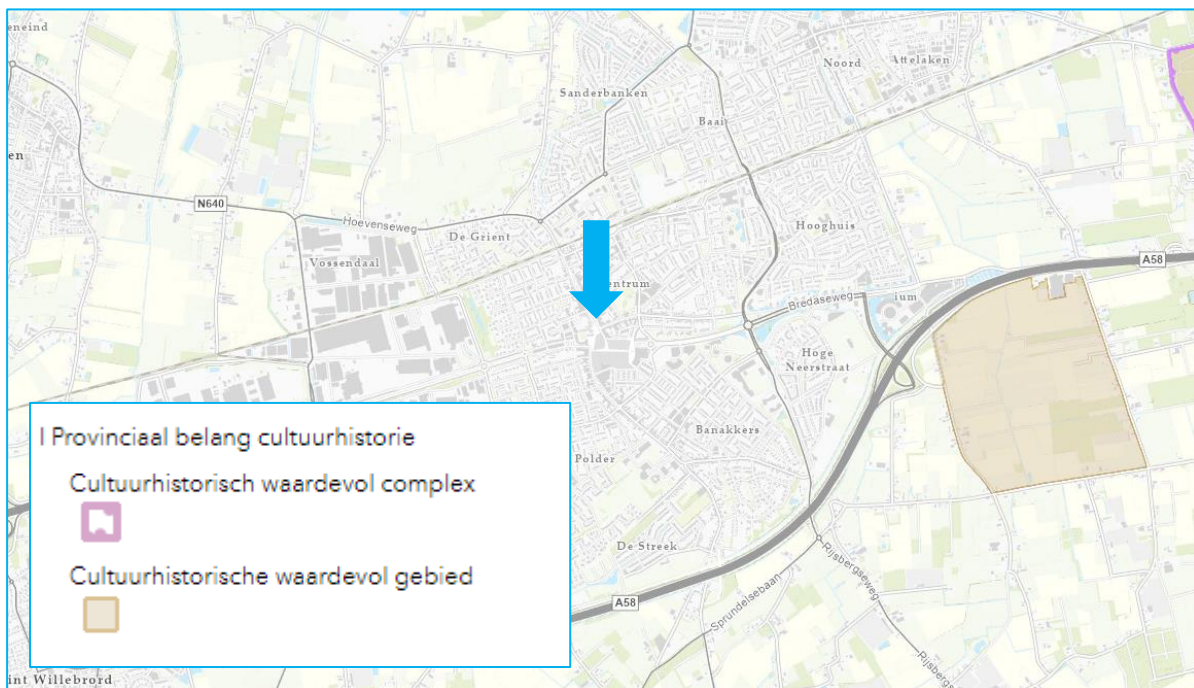 eneind
Noord
Attelaken
Sanderbanken
Baai
en
N640
Hoevenseweg
De Grient
Hooghuis
Vossendaal
A58
entrum
Bredaseweg
ium
Hoge
Neerstraat
Banakkers
Polder
De Streek
Rijsbergseweg
Sprundelsebaan
A58
Rijsbergsew
int Willebrord
I Provinciaal belang cultuurhistorie
Cultuurhistorisch waardevol complex
Cultuurhistorische waardevol gebied